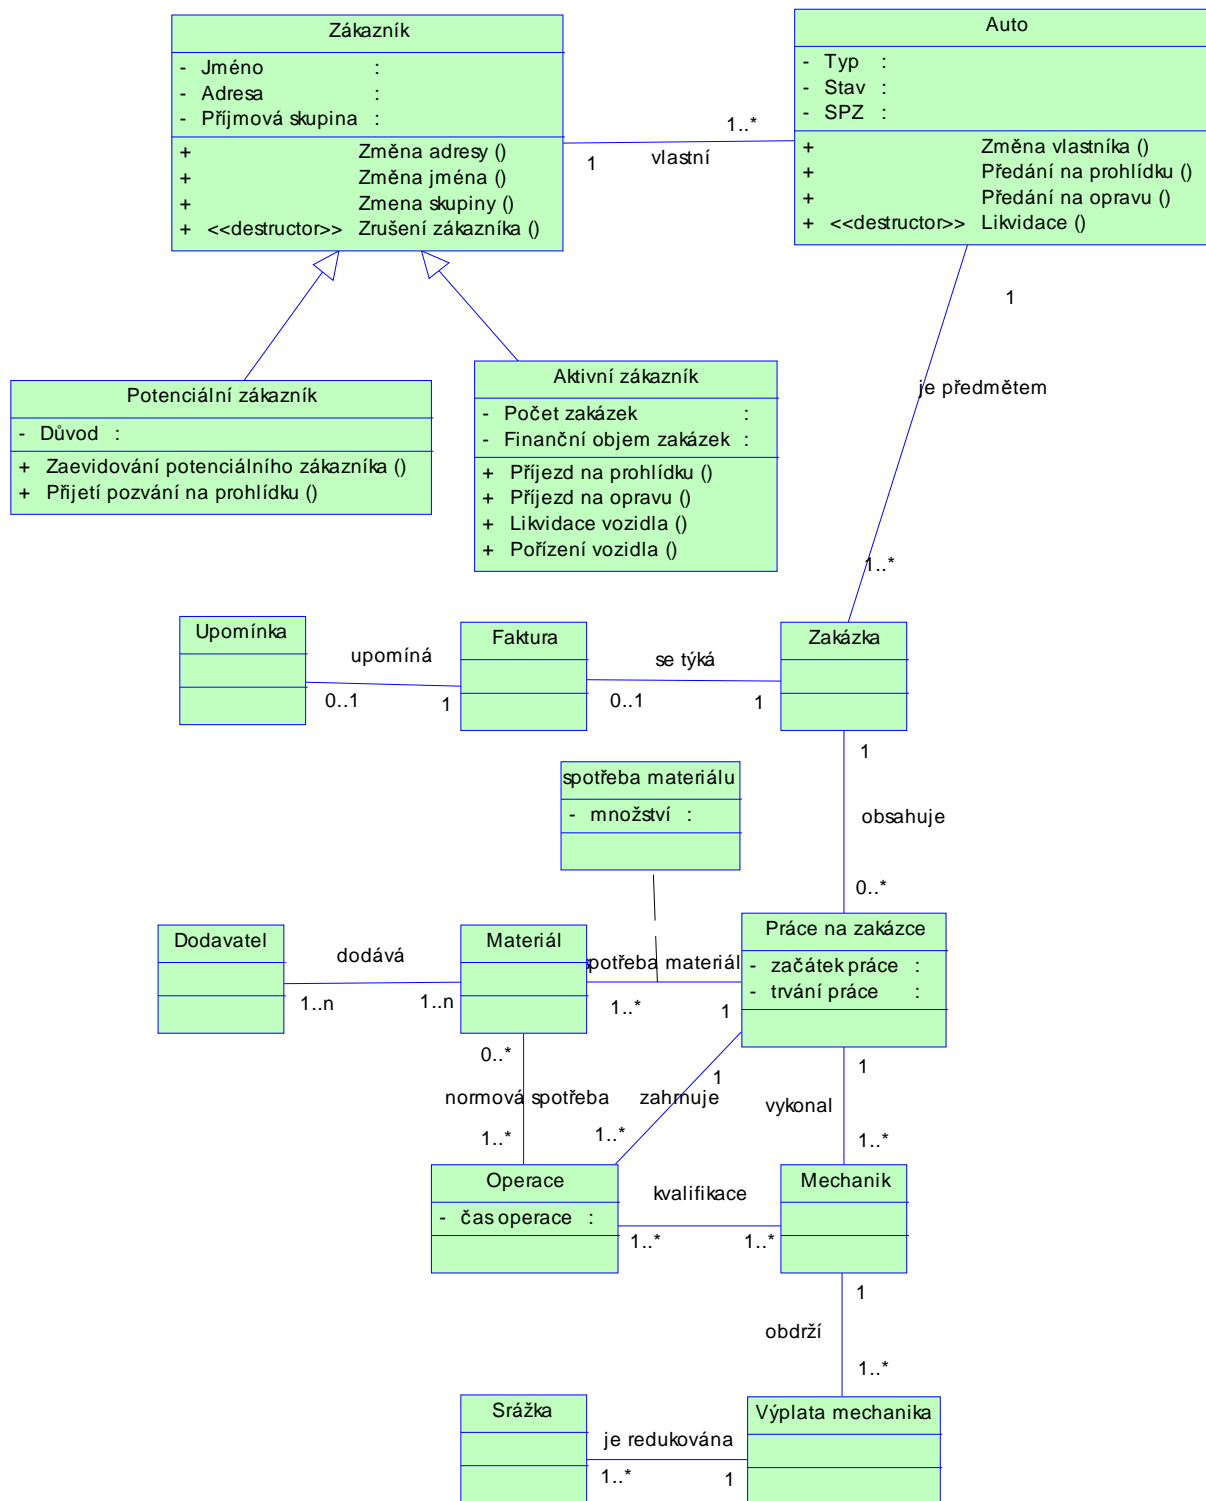 Zákazník
- Jméno :
- Adresa :
- Příjmová skupina :
+ Změna adresy ()
+ Změna jména ()
+ Zmena skupiny ()
+ <<destructor>> Zrušení zákazníka ()
Auto
- Typ :
- Stav :
- SPZ :
+ Změna vlastníka ()
+ Předání na prohlídku ()
+ Předání na opravu ()
+ <<destructor>> Likvidace ()
1..*
vlastní
1
1
je předmětem
1..*
Potenciální zákazník
- Důvod :
+ Zaevidování potenciálního zákazníka ()
+ Přijetí pozvání na prohlídku ()
Aktivní zákazník
- Počet zakázek :
- Finanční objem zakázek :
+ Příjezd na prohlídku ()
+ Příjezd na opravu ()
+ Likvidace vozidla ()
+ Pořízení vozidla ()
Upomínka
upomíná
0..1
1
Faktura
se týká
0..1
1
Zakázka
1
obsahuje
0..*
spotřeba materiálu
- množství :
Dodavatel
dodává
1..n
1..n
Materiál
spotřeba materiál
1..*
1
Práce na zakázce
- začátek práce :
- trvání práce :
0..*
normová spotřeba
1..*
1
zahrnuje
1..*
1
vykonal
1..*
Operace
- čas operace :
kvalifikace
1..*
1..*
Mechanik
1
obdrží
1..*
Srážka
je redukována
1..*
1
Výplata mechanika